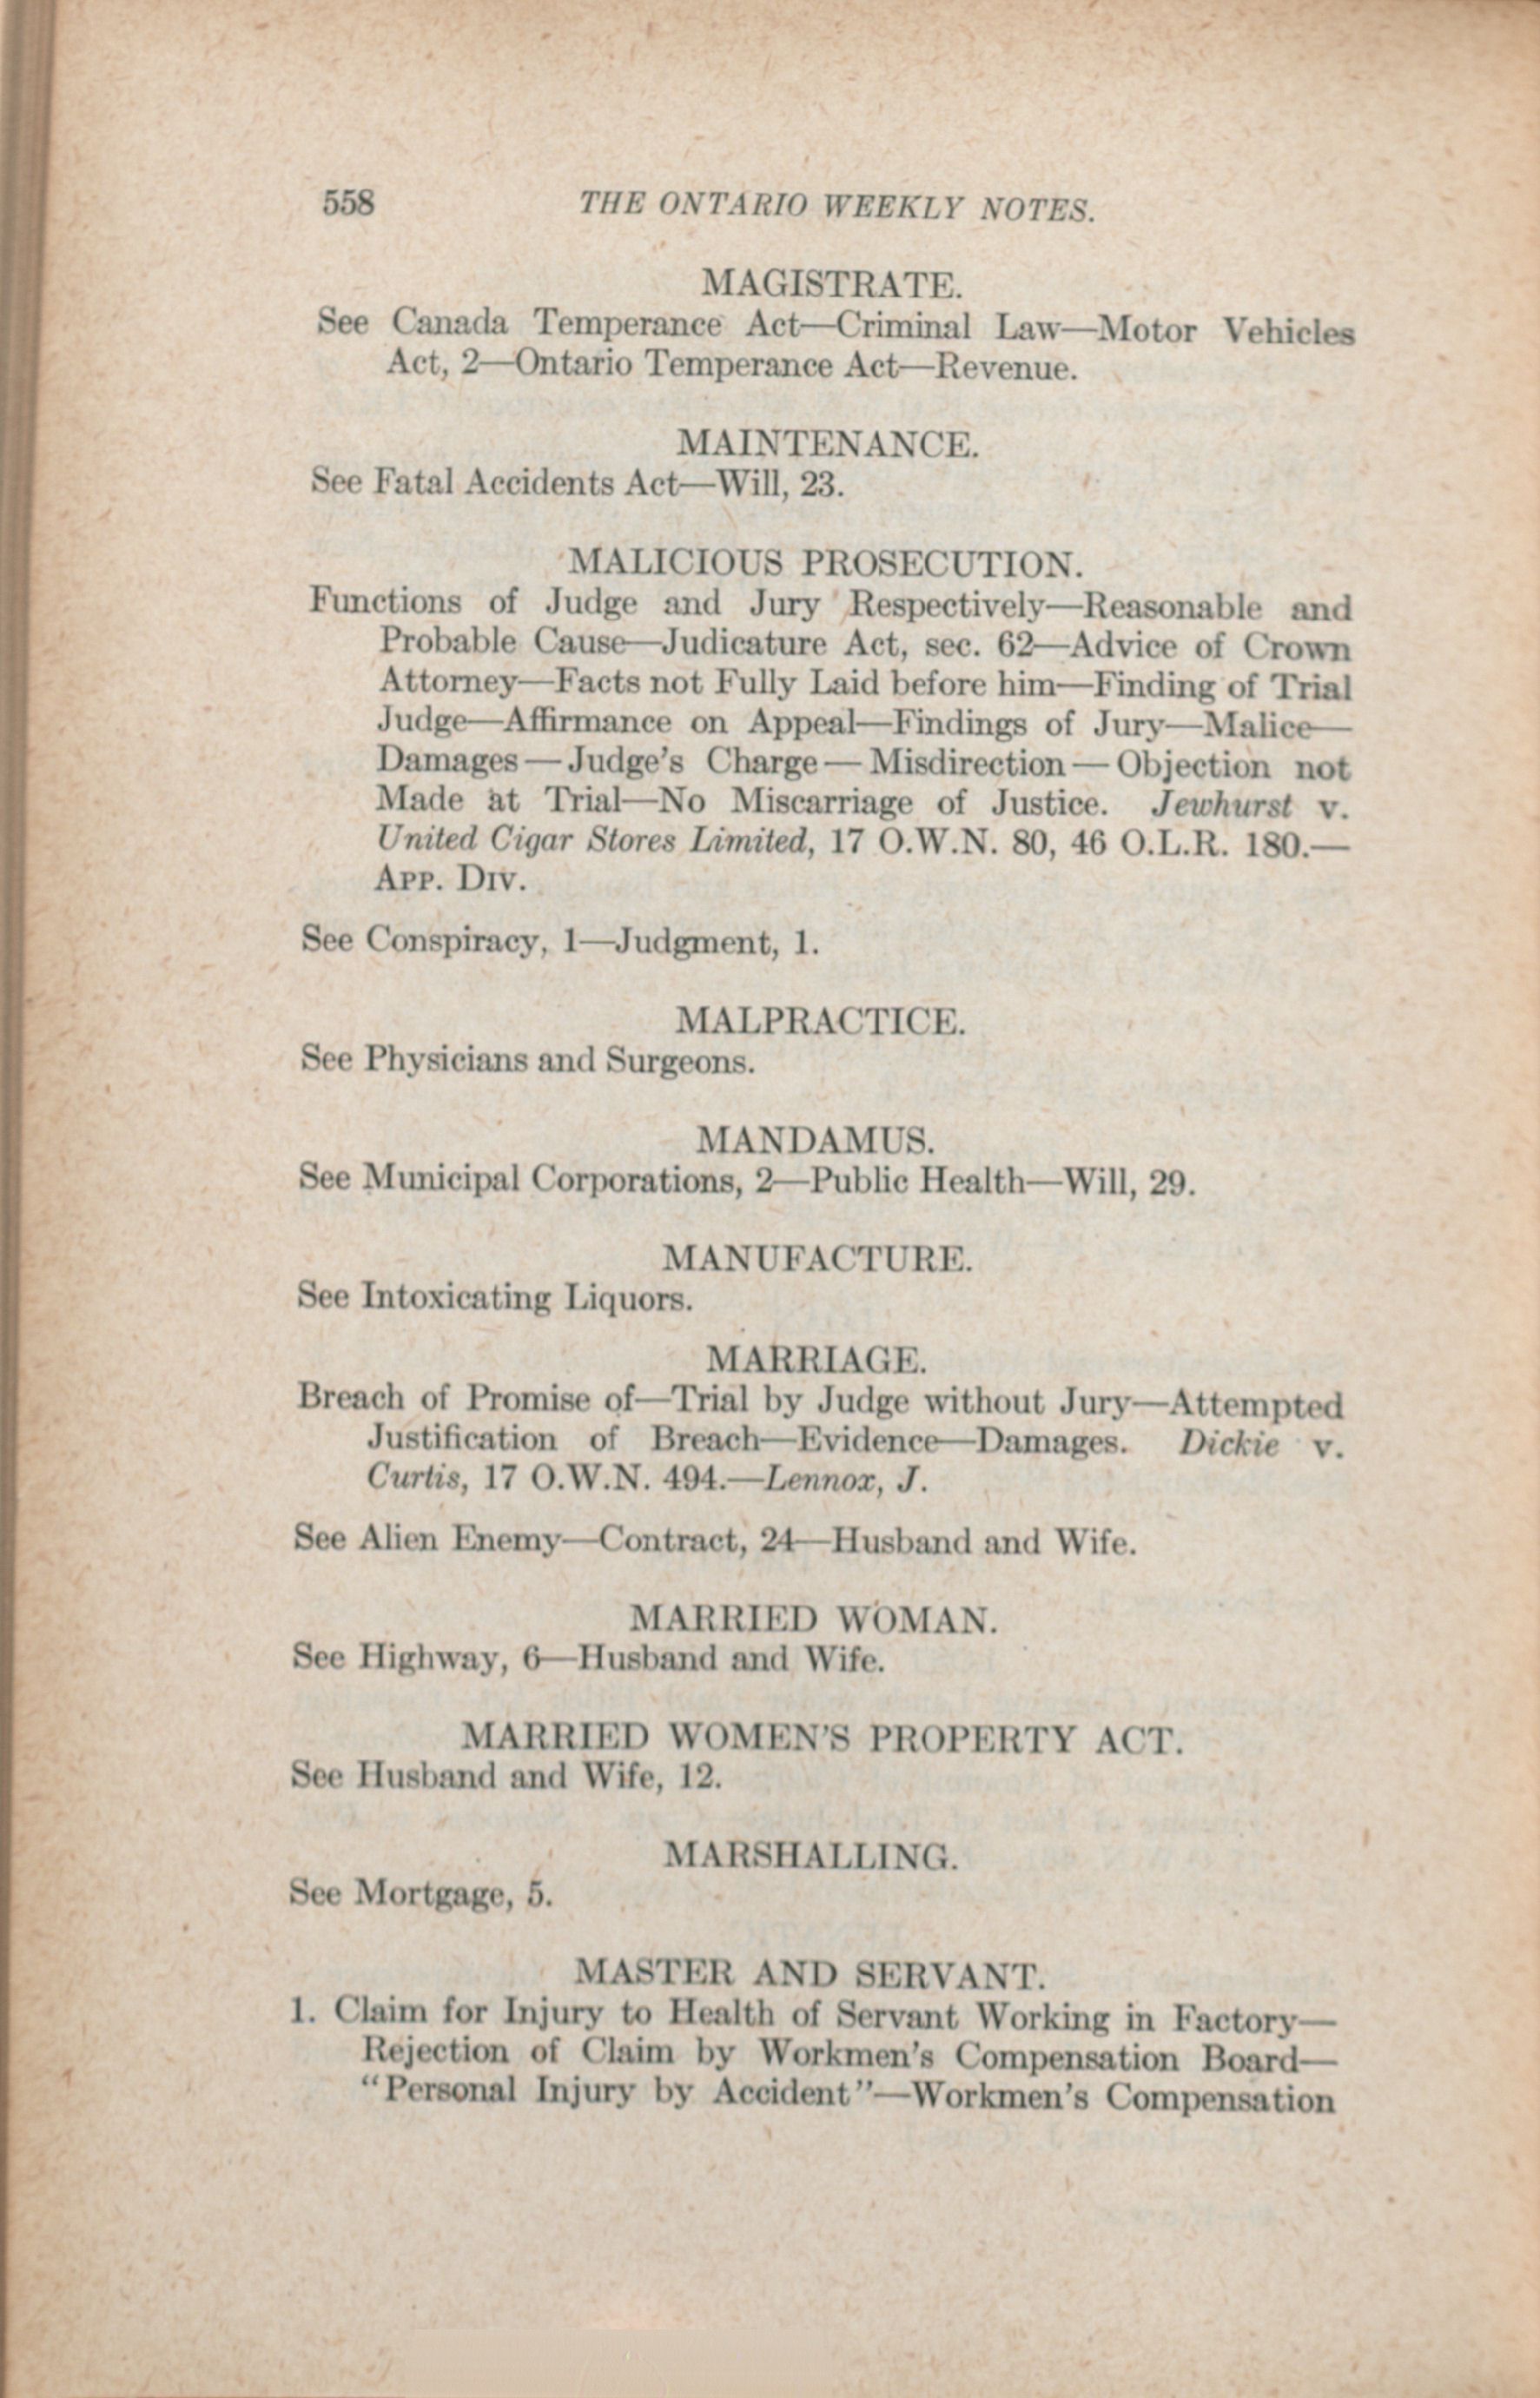 558
THE ONTARIO WEEKLY NOTES.
MAGISTRATE.
See Canada Temperance Act—Criminal Law—Motor Vehicles
Act, 2—Ontario Temperance Act—Revenue.
MAINTENANCE.
See Fatal Accidents Act—Will, 23.
MALICIOUS PROSECUTION.
Functions of Judge and Jury Respectively—Reasonable and
Probable Cause—Judicature Act, sec. 62—Advice of Crown
Attorney—Facts not Fully Laid before him—Finding of Trial
Judge—Affirmance on Appeal—Findings of Jury—Malice—
Damages—Judge's Charge—Misdirection—Objection not
Made at Trial—No Miscarriage of Justice. Jewhurst v.
United Cigar Stores Limited, 17 O.W.N. 80, 46 O.L.R. 180.—
App. Div.
See Conspiracy, 1—Judgment, 1.
MALPRACTICE.
See Physicians and Surgeons.
MANDAMUS.
See Municipal Corporations, 2—Public Health—Will, 29.
MANUFACTURE.
See Intoxicating Liquors.
MARRIAGE.
Breach of Promise of—Trial by Judge without Jury—Attempted
Justification of Breach—Evidence—Damages. Dickie v.
Curtis, 17 O.W.N. 494.—Lennox, J.
See Alien Enemy—Contract, 24—Husband and Wife.
MARRIED WOMAN.
See Highway, 6—Husband and Wife.
MARRIED WOMEN'S PROPERTY ACT.
See Husband and Wife, 12.
MARSHALLING.
See Mortgage, 5.
MASTER AND SERVANT.
1. Claim for Injury to Health of Servant Working in Factory—
Rejection of Claim by Workmen's Compensation Board—
"Personal Injury by Accident"—Workmen's Compensation